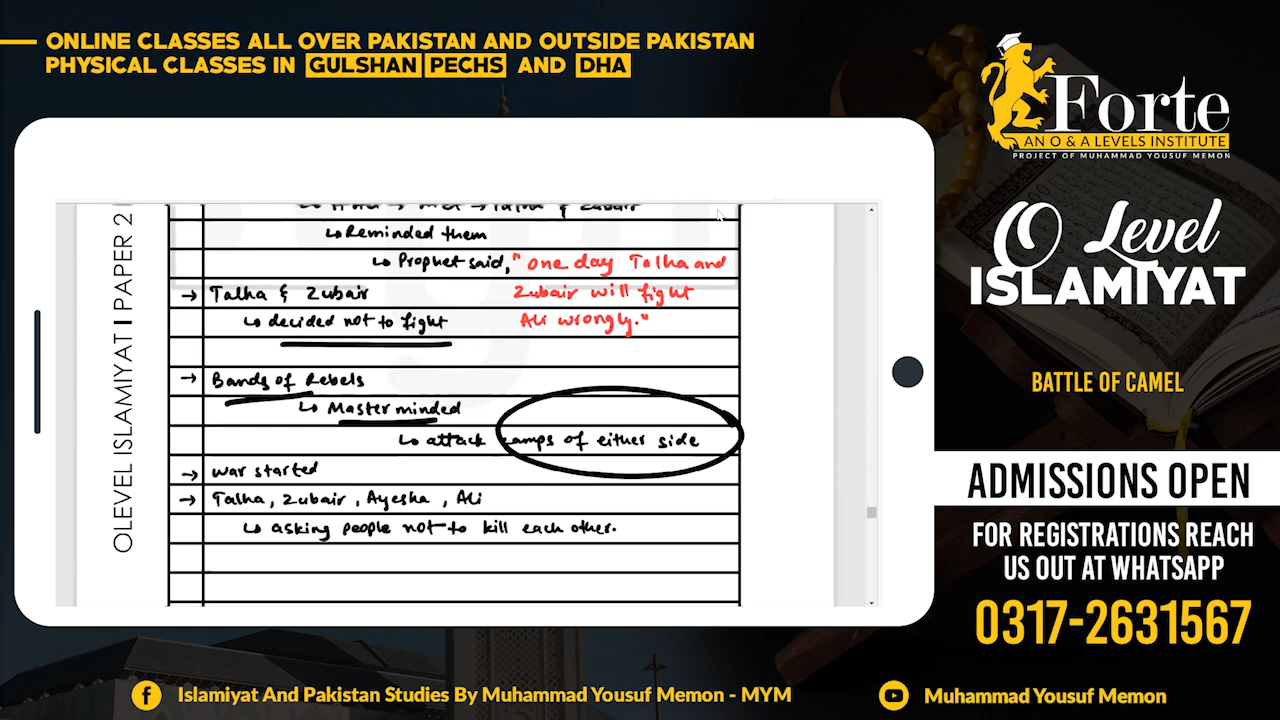 ONLINE CLASSES ALL OVER PAKISTAN AND OUTSIDE PAKISTAN
PHYSICAL CLASSES IN GULSHAN PECHS AND DHA
Forte
AN O & A LEVELS INSTITUTE
PROJECT OF MUHAMMAD YOUSUF MEMON
O Level
ISLAMIYAT
BATTLE OF CAMEL
ADMISSIONS OPEN
FOR REGISTRATIONS REACH
US OUT AT WHATSAPP
0317-2631567
OLEVEL ISLAMIYAT I PAPER 2
Talha & Zubair
↳ Reminded them
↳ Prophet said, "one day Talha and
→ Talha & Zubair Zubair will fight
↳ decided not to fight Ali wrongly."
→ Bands of Rebels
↳ Masterminded
↳ attack camps of either side
→ war started
→ Talha, Zubair, Ayesha, Ali
↳ asking people not to kill each other.
f Islamiyat And Pakistan Studies By Muhammad Yousuf Memon - MYM
Muhammad Yousuf Memon